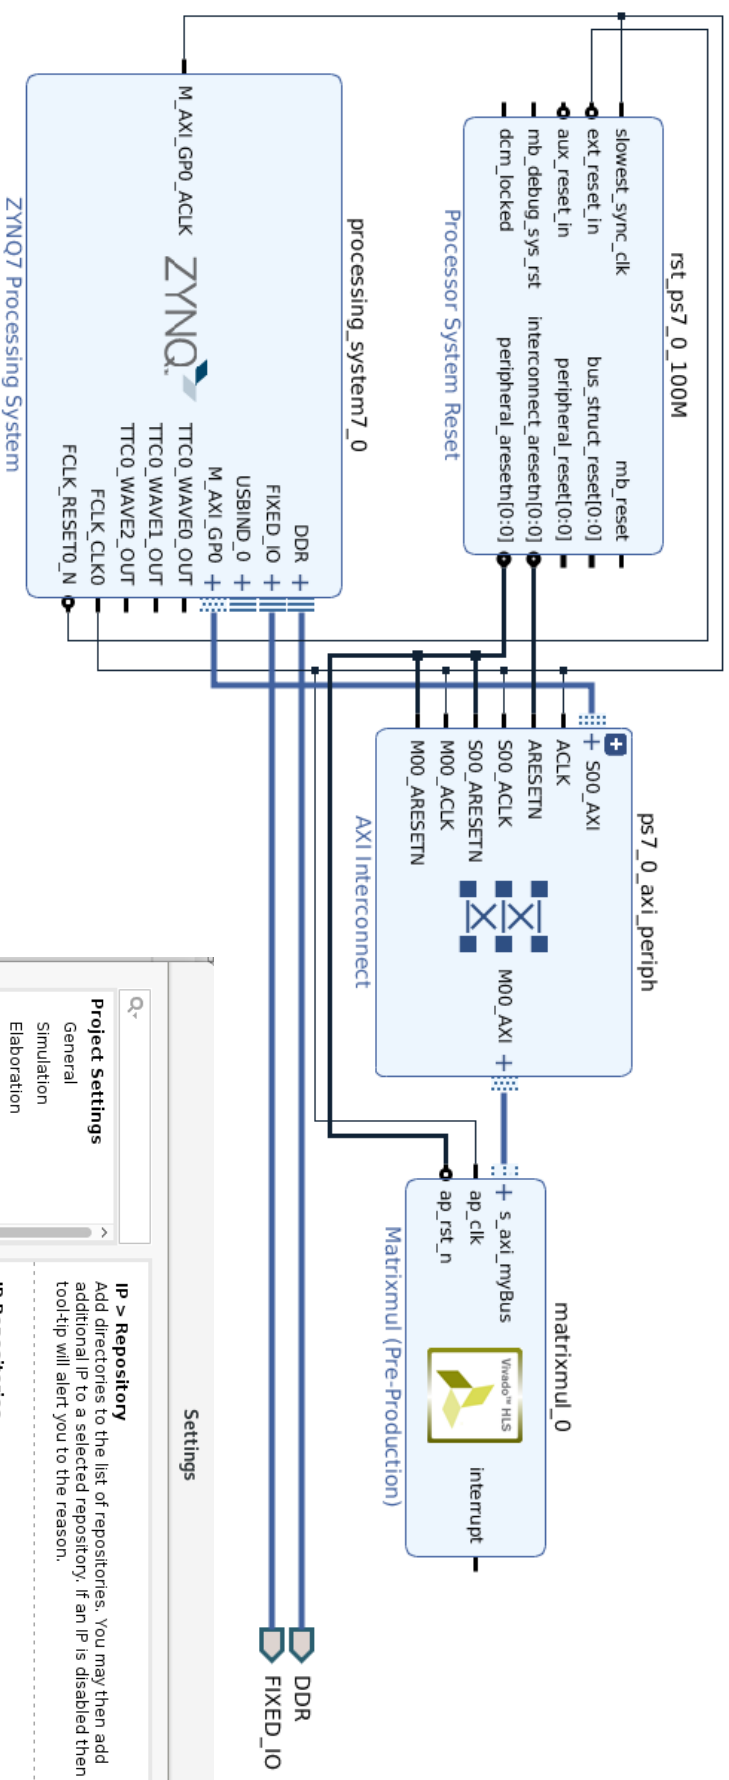 rst_ps7_0_100M
slowest_sync_clk
ext_reset_in
aux_reset_in
mb_debug_sys_rst
dcm_locked
mb_reset
bus_struct_reset[0:0]
peripheral_reset[0:0]
interconnect_aresetn[0:0]
peripheral_aresetn[0:0]
Processor System Reset
processing_system7_0
M_AXI_GP0_ACLK
ZYNQ
DDR
FIXED_IO
USBIND_0
M_AXI_GP0
TTC0_WAVE0_OUT
TTC0_WAVE1_OUT
TTC0_WAVE2_OUT
FCLK_CLK0
FCLK_RESET0_N
ZYNQ7 Processing System
ps7_0_axi_periph
S00_AXI
ACLK
ARESETN
S00_ACLK
S00_ARESETN
M00_ACLK
M00_ARESETN
M00_AXI
AXI Interconnect
matrixmul_0
s_axi_myBus
ap_clk
ap_rst_n
Vivado™ HLS
interrupt
Matrixmul (Pre-Production)
DDR
FIXED_IO
Settings
Project Settings
General
Simulation
Elaboration
IP > Repository
Add directories to the list of repositories. You may then add
additional IP to a selected repository. If an IP is disabled then
tool-tip will alert you to the reason.